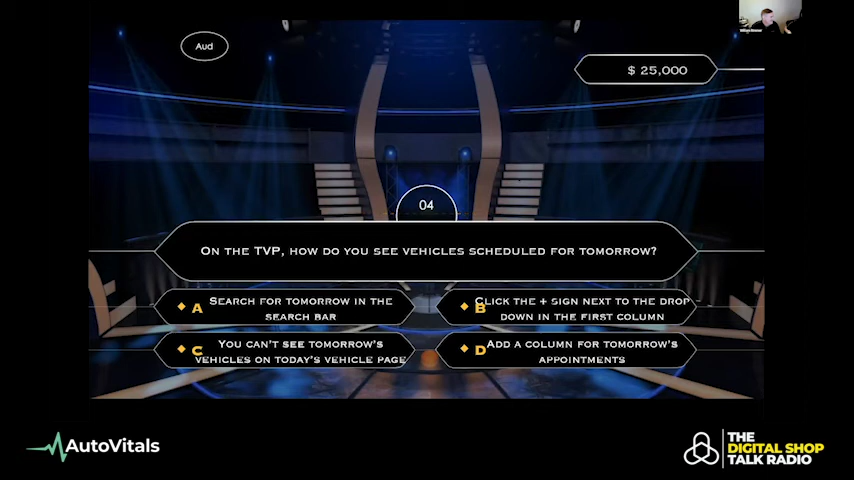 Aud
$ 25,000
04
On the TVP, how do you see vehicles scheduled for tomorrow?
A Search for tomorrow in the
search bar
B Click the + sign next to the drop
down in the first column
C You can't see tomorrow's
vehicles on today's vehicle page
D Add a column for tomorrow's
appointments
AutoVitals
THE
DIGITAL SHOP
TALK RADIO